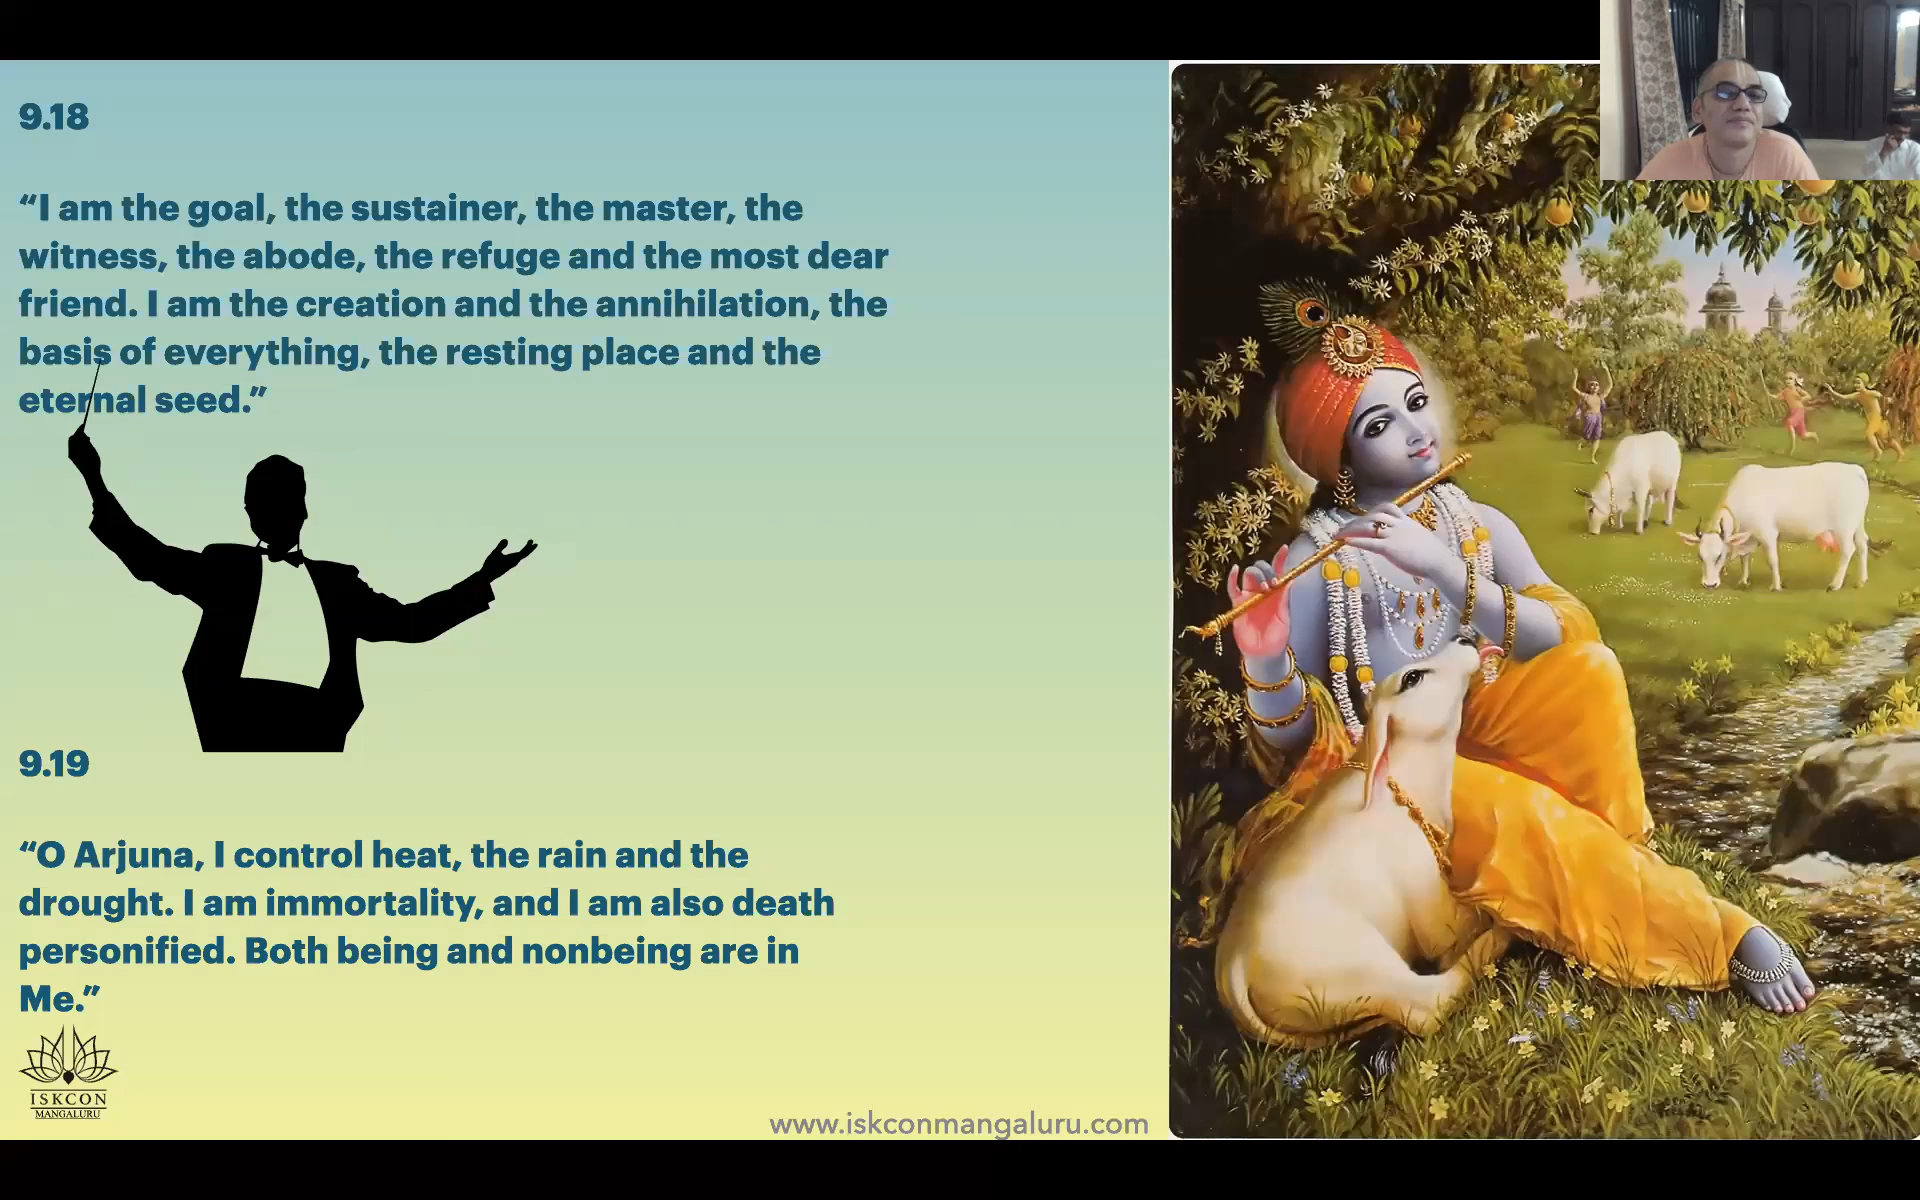 9.18
“I am the goal, the sustainer, the master, the
witness, the abode, the refuge and the most dear
friend. I am the creation and the annihilation, the
basis of everything, the resting place and the
eternal seed.”
9.19
“O Arjuna, I control heat, the rain and the
drought. I am immortality, and I am also death
personified. Both being and nonbeing are in
Me.”
ISKCON
MANGALURU
www.iskconmangaluru.com